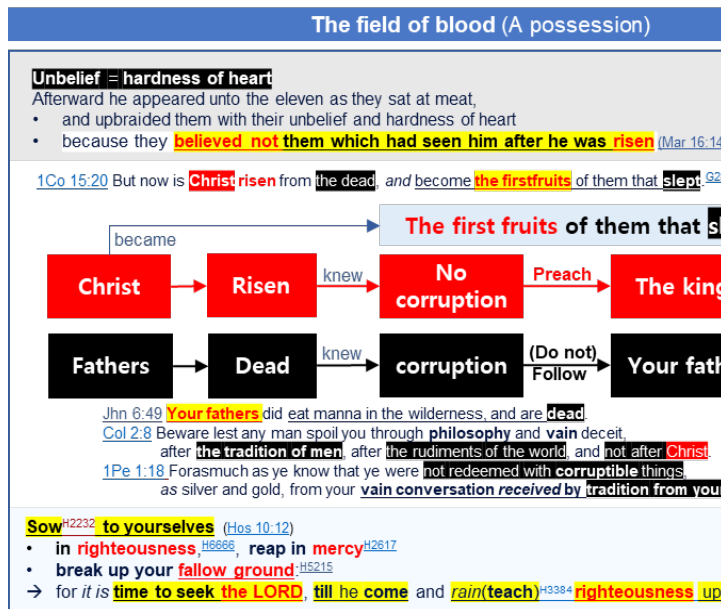 The field of blood (A possession)
Unbelief = hardness of heart
Afterward he appeared unto the eleven as they sat at meat,
• and upbraided them with their unbelief and hardness of heart
• because they believed not them which had seen him after he was risen (Mar 16:14
1Co 15:20 But now is Christ risen from the dead, and become the firstfruits of them that slept.G2
became
The first fruits of them that sl
Christ
Risen
knew
No
corruption
Preach
The king
Fathers
Dead
knew
corruption
(Do not)
Follow
Your fath
Jhn 6:49 Your fathers did eat manna in the wilderness, and are dead.
Col 2:8 Beware lest any man spoil you through philosophy and vain deceit,
after the tradition of men, after the rudiments of the world, and not after Christ.
1Pe 1:18 Forasmuch as ye know that ye were not redeemed with corruptible things,
as silver and gold, from your vain conversation received by tradition from your
SowH2232 to yourselves (Hos 10:12)
• in righteousness,H6666, reap in mercyH2617
• break up your fallow ground:H5215
→ for it is time to seek the LORD, till he come and rain(teach)H3384 righteousness up